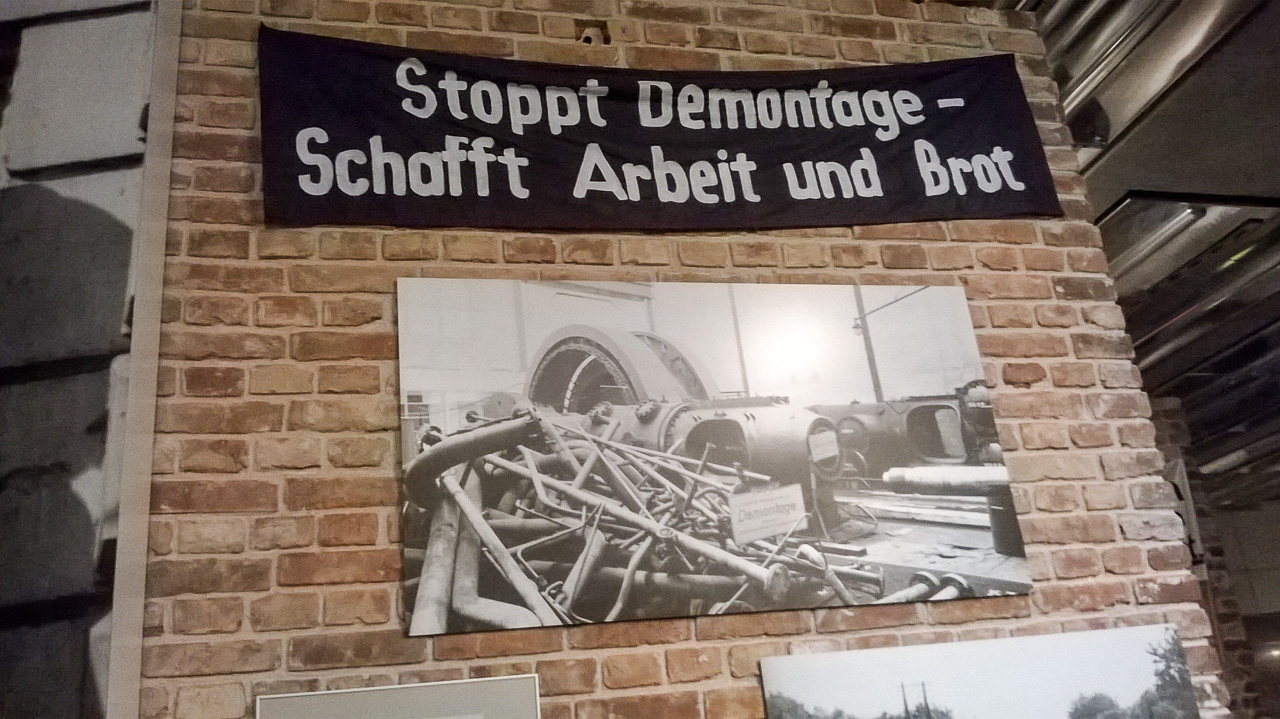 Stoppt Demontage -
Schafft Arbeit und Brot
Demontage